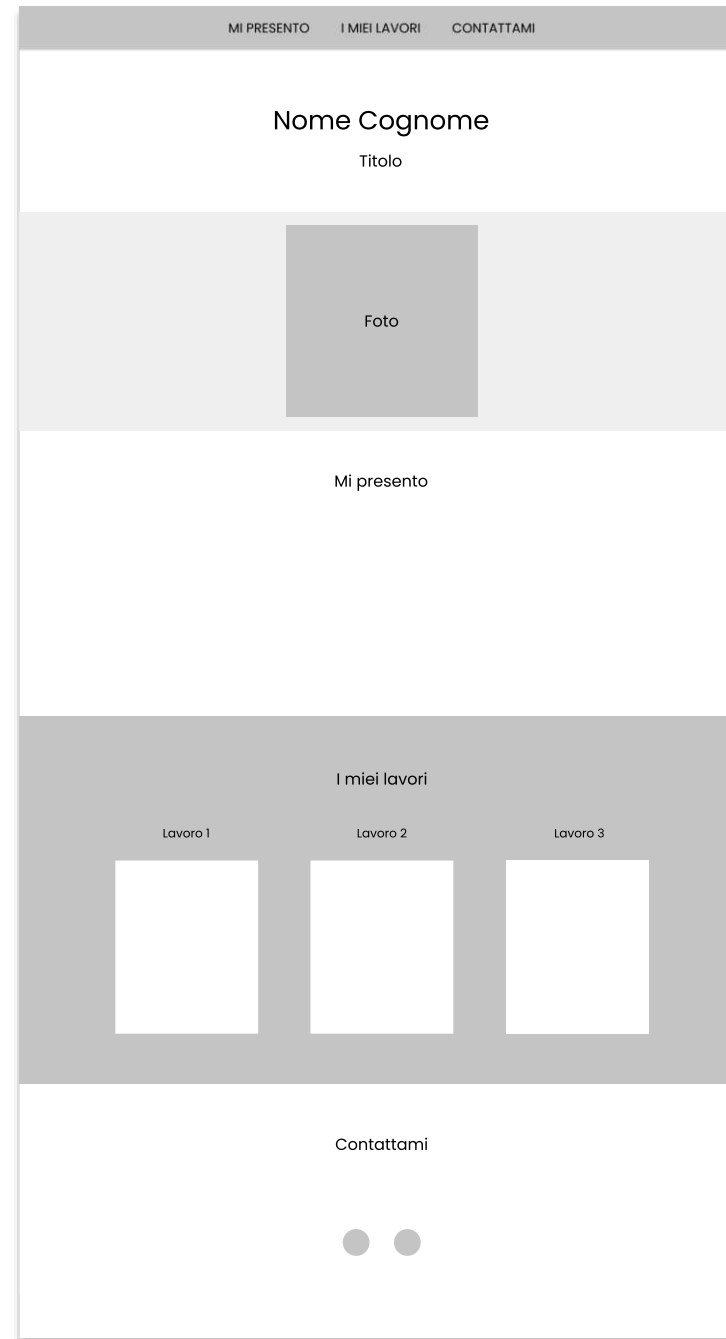 MI PRESENTO I MIEI LAVORI CONTATTAMI
Nome Cognome
Titolo
Foto
Mi presento
I miei lavori
Lavoro 1 Lavoro 2 Lavoro 3
Contattami